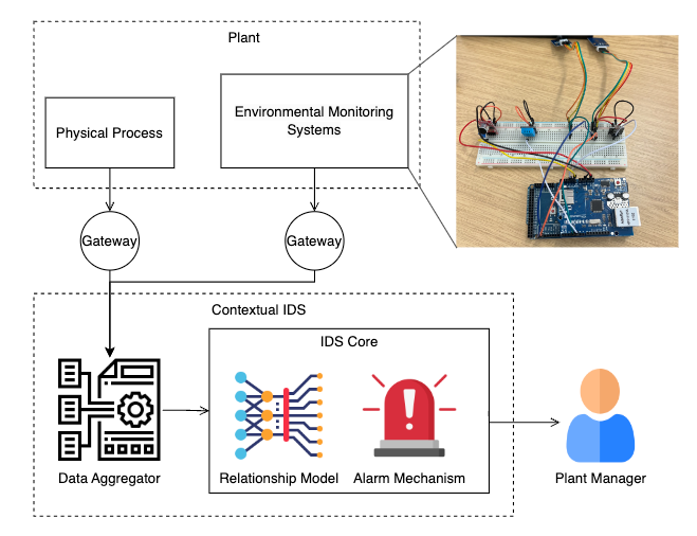 Plant
Physical Process
Environmental Monitoring
Systems
Gateway
Gateway
Contextual IDS
IDS Core
Data Aggregator
Relationship Model
Alarm Mechanism
Plant Manager